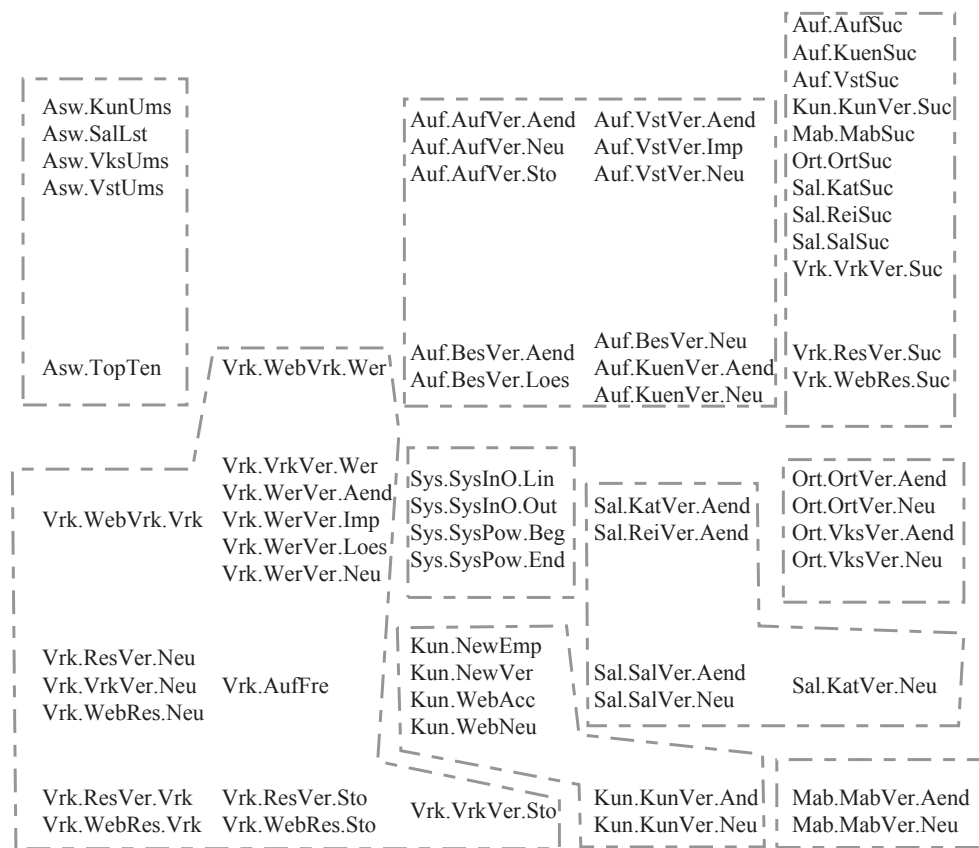 Asw.KunUms
Asw.SalLst
Asw.VksUms
Asw.VstUms
Asw.TopTen
Auf.AufVer.Aend
Auf.AufVer.Neu
Auf.AufVer.Sto
Auf.VstVer.Aend
Auf.VstVer.Imp
Auf.VstVer.Neu
Auf.BesVer.Aend
Auf.BesVer.Loes
Auf.BesVer.Neu
Auf.KuenVer.Aend
Auf.KuenVer.Neu
Auf.AufSuc
Auf.KuenSuc
Auf.VstSuc
Kun.KunVer.Suc
Mab.MabSuc
Ort.OrtSuc
Sal.KatSuc
Sal.ReiSuc
Sal.SalSuc
Vrk.VrkVer.Suc
Vrk.ResVer.Suc
Vrk.WebRes.Suc
Vrk.WebVrk.Wer
Vrk.WebVrk.Vrk
Vrk.VrkVer.Wer
Vrk.WerVer.Aend
Vrk.WerVer.Imp
Vrk.WerVer.Loes
Vrk.WerVer.Neu
Vrk.ResVer.Neu
Vrk.VrkVer.Neu
Vrk.WebRes.Neu
Vrk.AufFre
Vrk.ResVer.Vrk
Vrk.WebRes.Vrk
Vrk.ResVer.Sto
Vrk.WebRes.Sto
Vrk.VrkVer.Sto
Sys.SysInO.Lin
Sys.SysInO.Out
Sys.SysPow.Beg
Sys.SysPow.End
Sal.KatVer.Aend
Sal.ReiVer.Aend
Sal.SalVer.Aend
Sal.SalVer.Neu
Sal.KatVer.Neu
Ort.OrtVer.Aend
Ort.OrtVer.Neu
Ort.VksVer.Aend
Ort.VksVer.Neu
Kun.NewEmp
Kun.NewVer
Kun.WebAcc
Kun.WebNeu
Kun.KunVer.And
Kun.KunVer.Neu
Mab.MabVer.Aend
Mab.MabVer.Neu